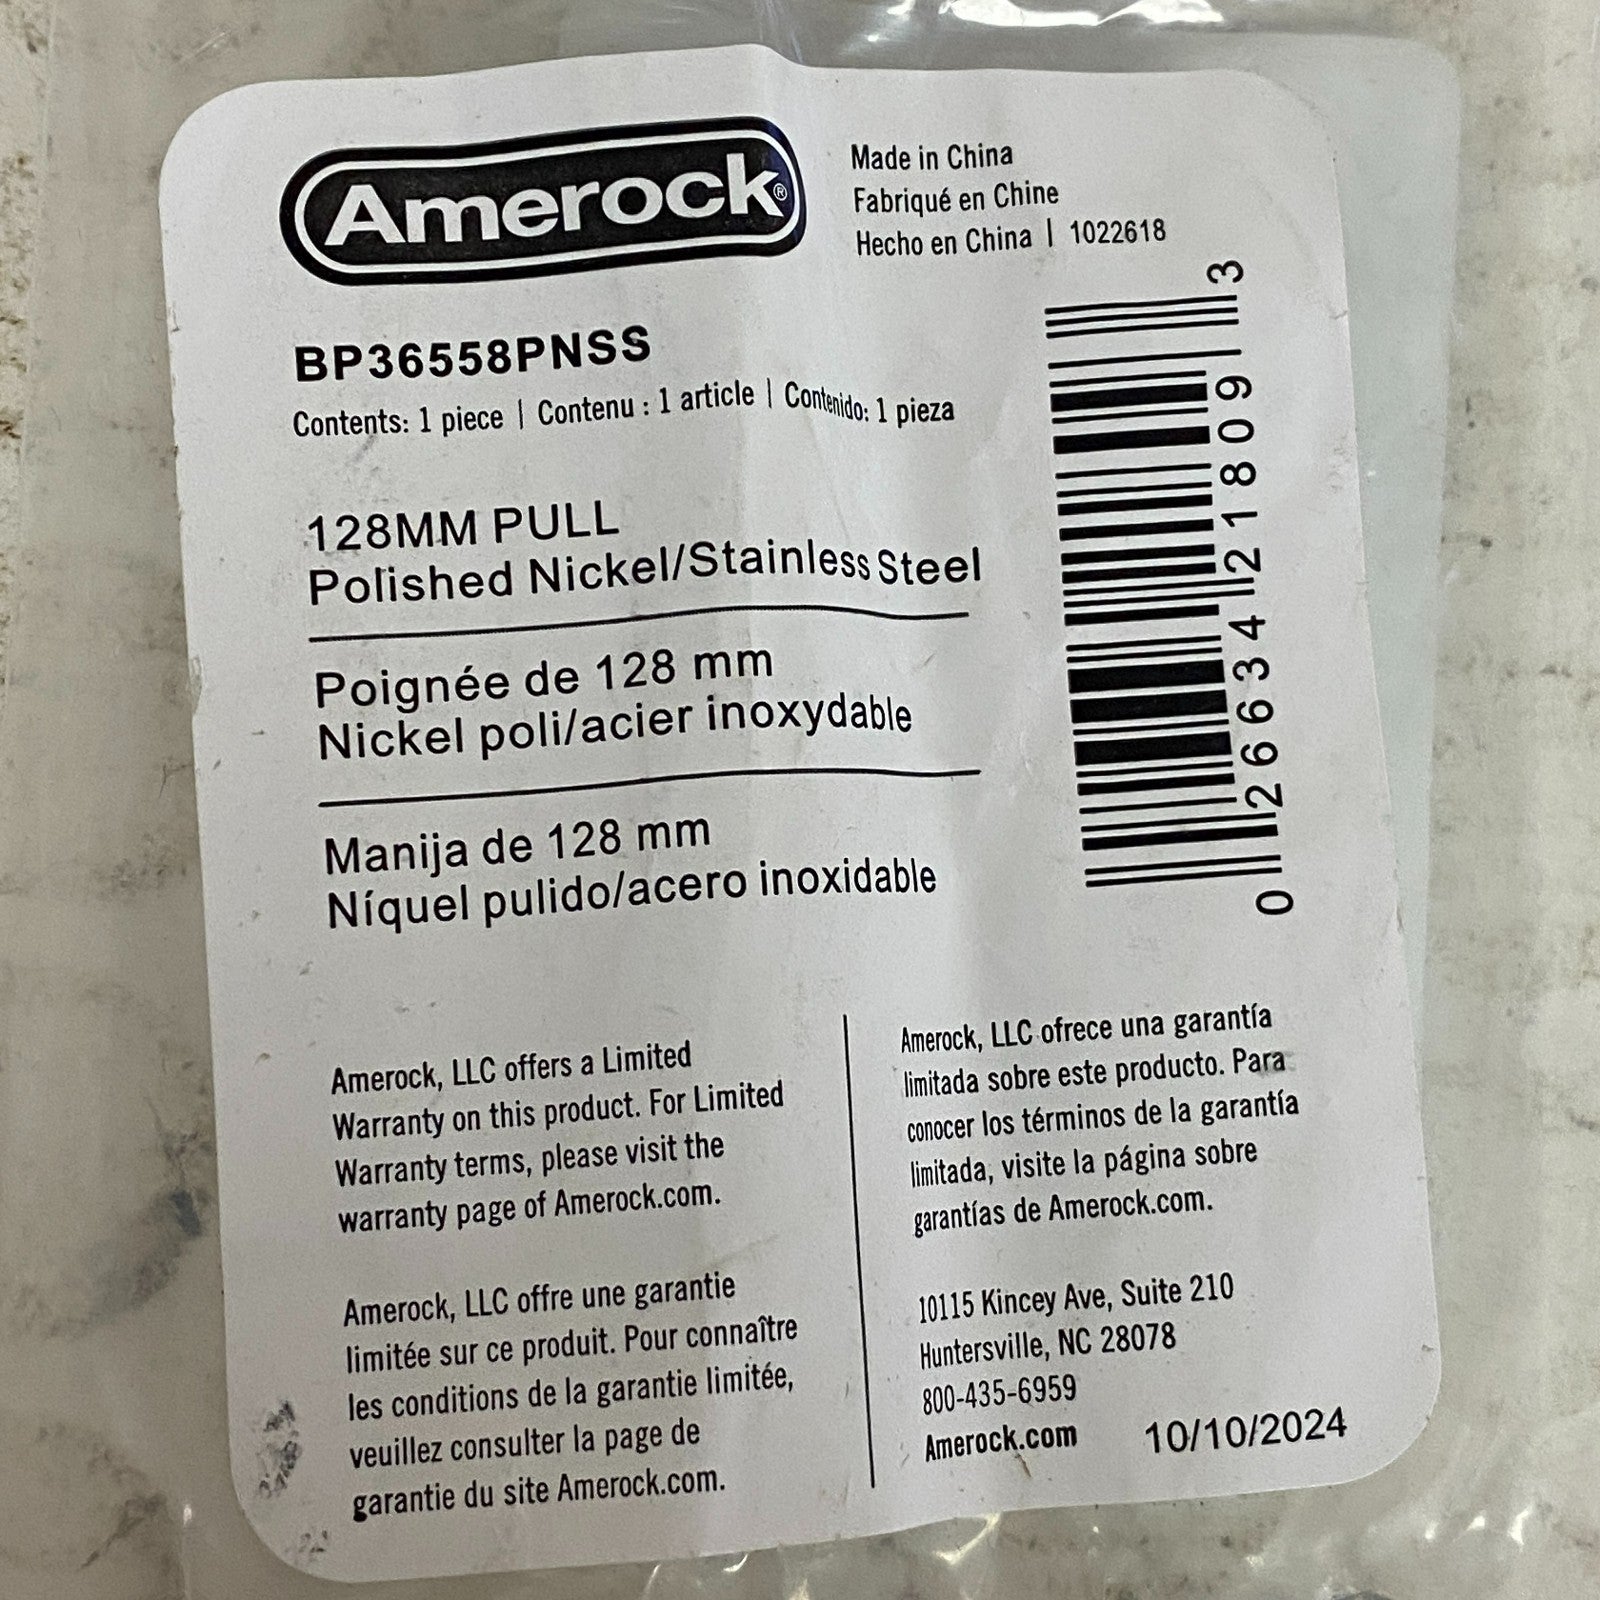 Amerock®
Made in China
Fabriqué en Chine
Hecho en China | 1022618
BP36558PNSS
Contents: 1 piece | Contenu : 1 article | Contenido: 1 pieza
128MM PULL
Polished Nickel/Stainless Steel
Poignée de 128 mm
Nickel poli/acier inoxydable
Manija de 128 mm
Níquel pulido/acero inoxidable
0 26634 21809 3
Amerock, LLC offers a Limited
Warranty on this product. For Limited
Warranty terms, please visit the
warranty page of Amerock.com.
Amerock, LLC offre une garantie
limitée sur ce produit. Pour connaître
les conditions de la garantie limitée,
veuillez consulter la page de
garantie du site Amerock.com.
Amerock, LLC ofrece una garantía
limitada sobre este producto. Para
conocer los términos de la garantía
limitada, visite la página sobre
garantías de Amerock.com.
10115 Kincey Ave, Suite 210
Huntersville, NC 28078
800-435-6959
Amerock.com
10/10/2024